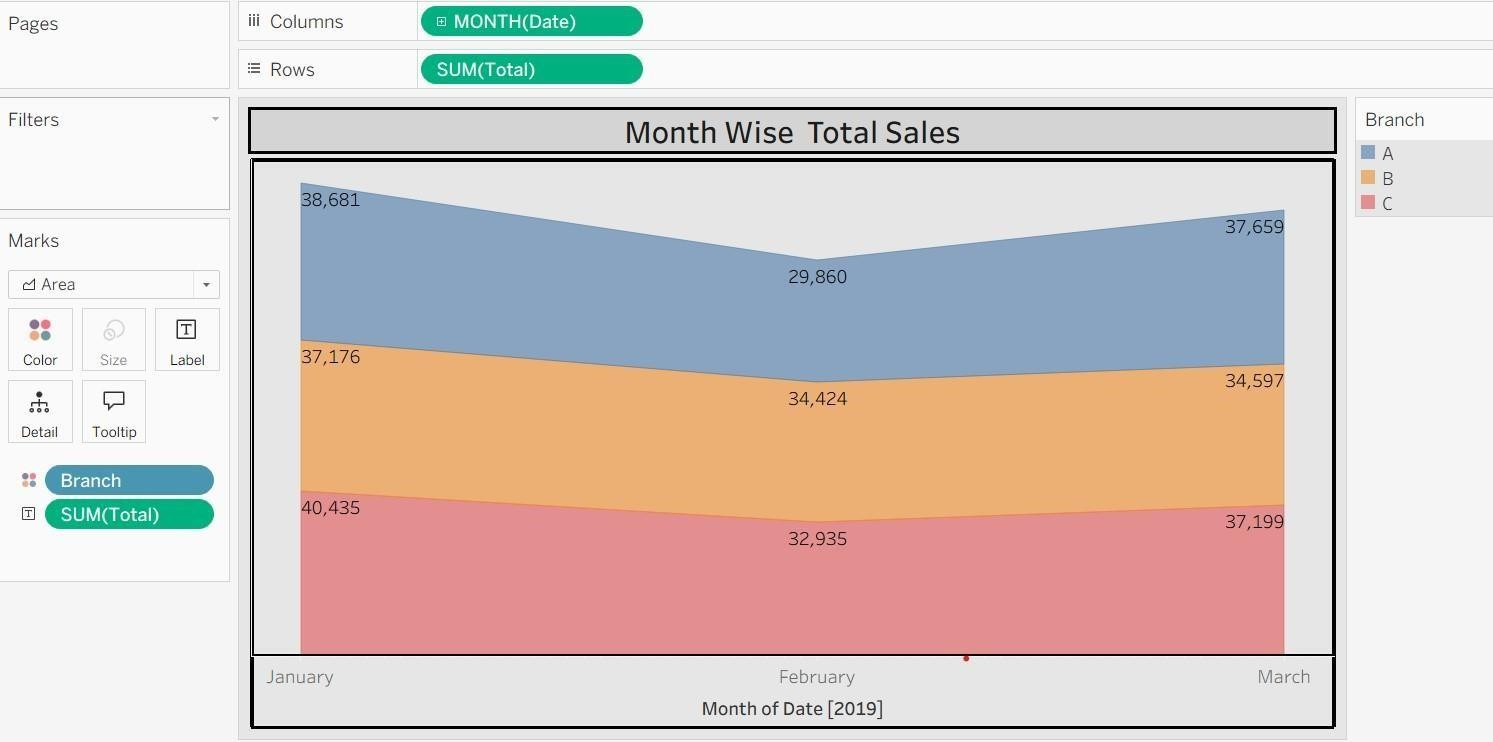 Pages
Columns
MONTH(Date)
Rows
SUM(Total)
Filters
Marks
Area
Color
Size
Label
Detail
Tooltip
Branch
SUM(Total)
Month Wise  Total Sales
38,681
29,860
37,659
37,176
34,424
34,597
40,435
32,935
37,199
January
February
March
Month of Date [2019]
Branch
A
B
C